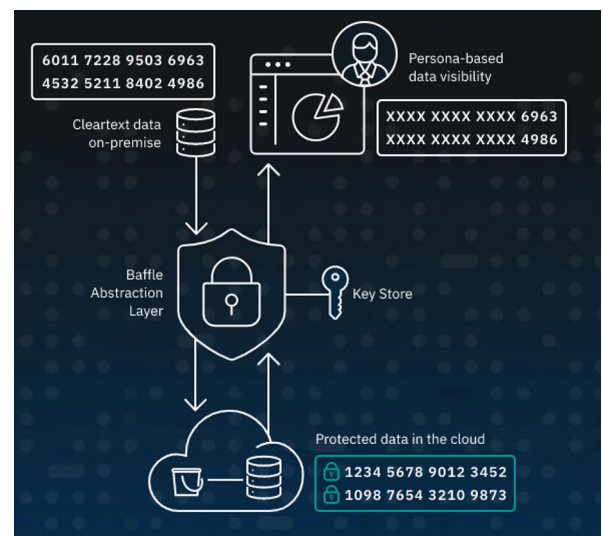 6011 7228 9503 6963
4532 5211 8402 4986
Cleartext data
on-premise
Persona-based
data visibility
XXXX XXXX XXXX 6963
XXXX XXXX XXXX 4986
Baffle
Abstraction
Layer
Key Store
Protected data in the cloud
1234 5678 9012 3452
1098 7654 3210 9873